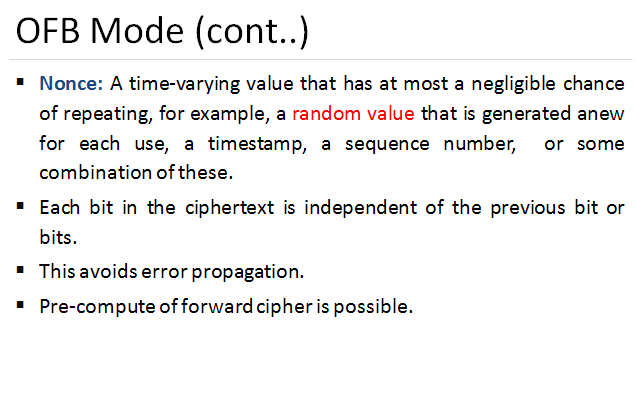 OFB Mode (cont..)
▪ Nonce: A time-varying value that has at most a negligible chance
of repeating, for example, a random value that is generated anew
for each use, a timestamp, a sequence number, or some
combination of these.
▪ Each bit in the ciphertext is independent of the previous bit or
bits.
▪ This avoids error propagation.
▪ Pre-compute of forward cipher is possible.